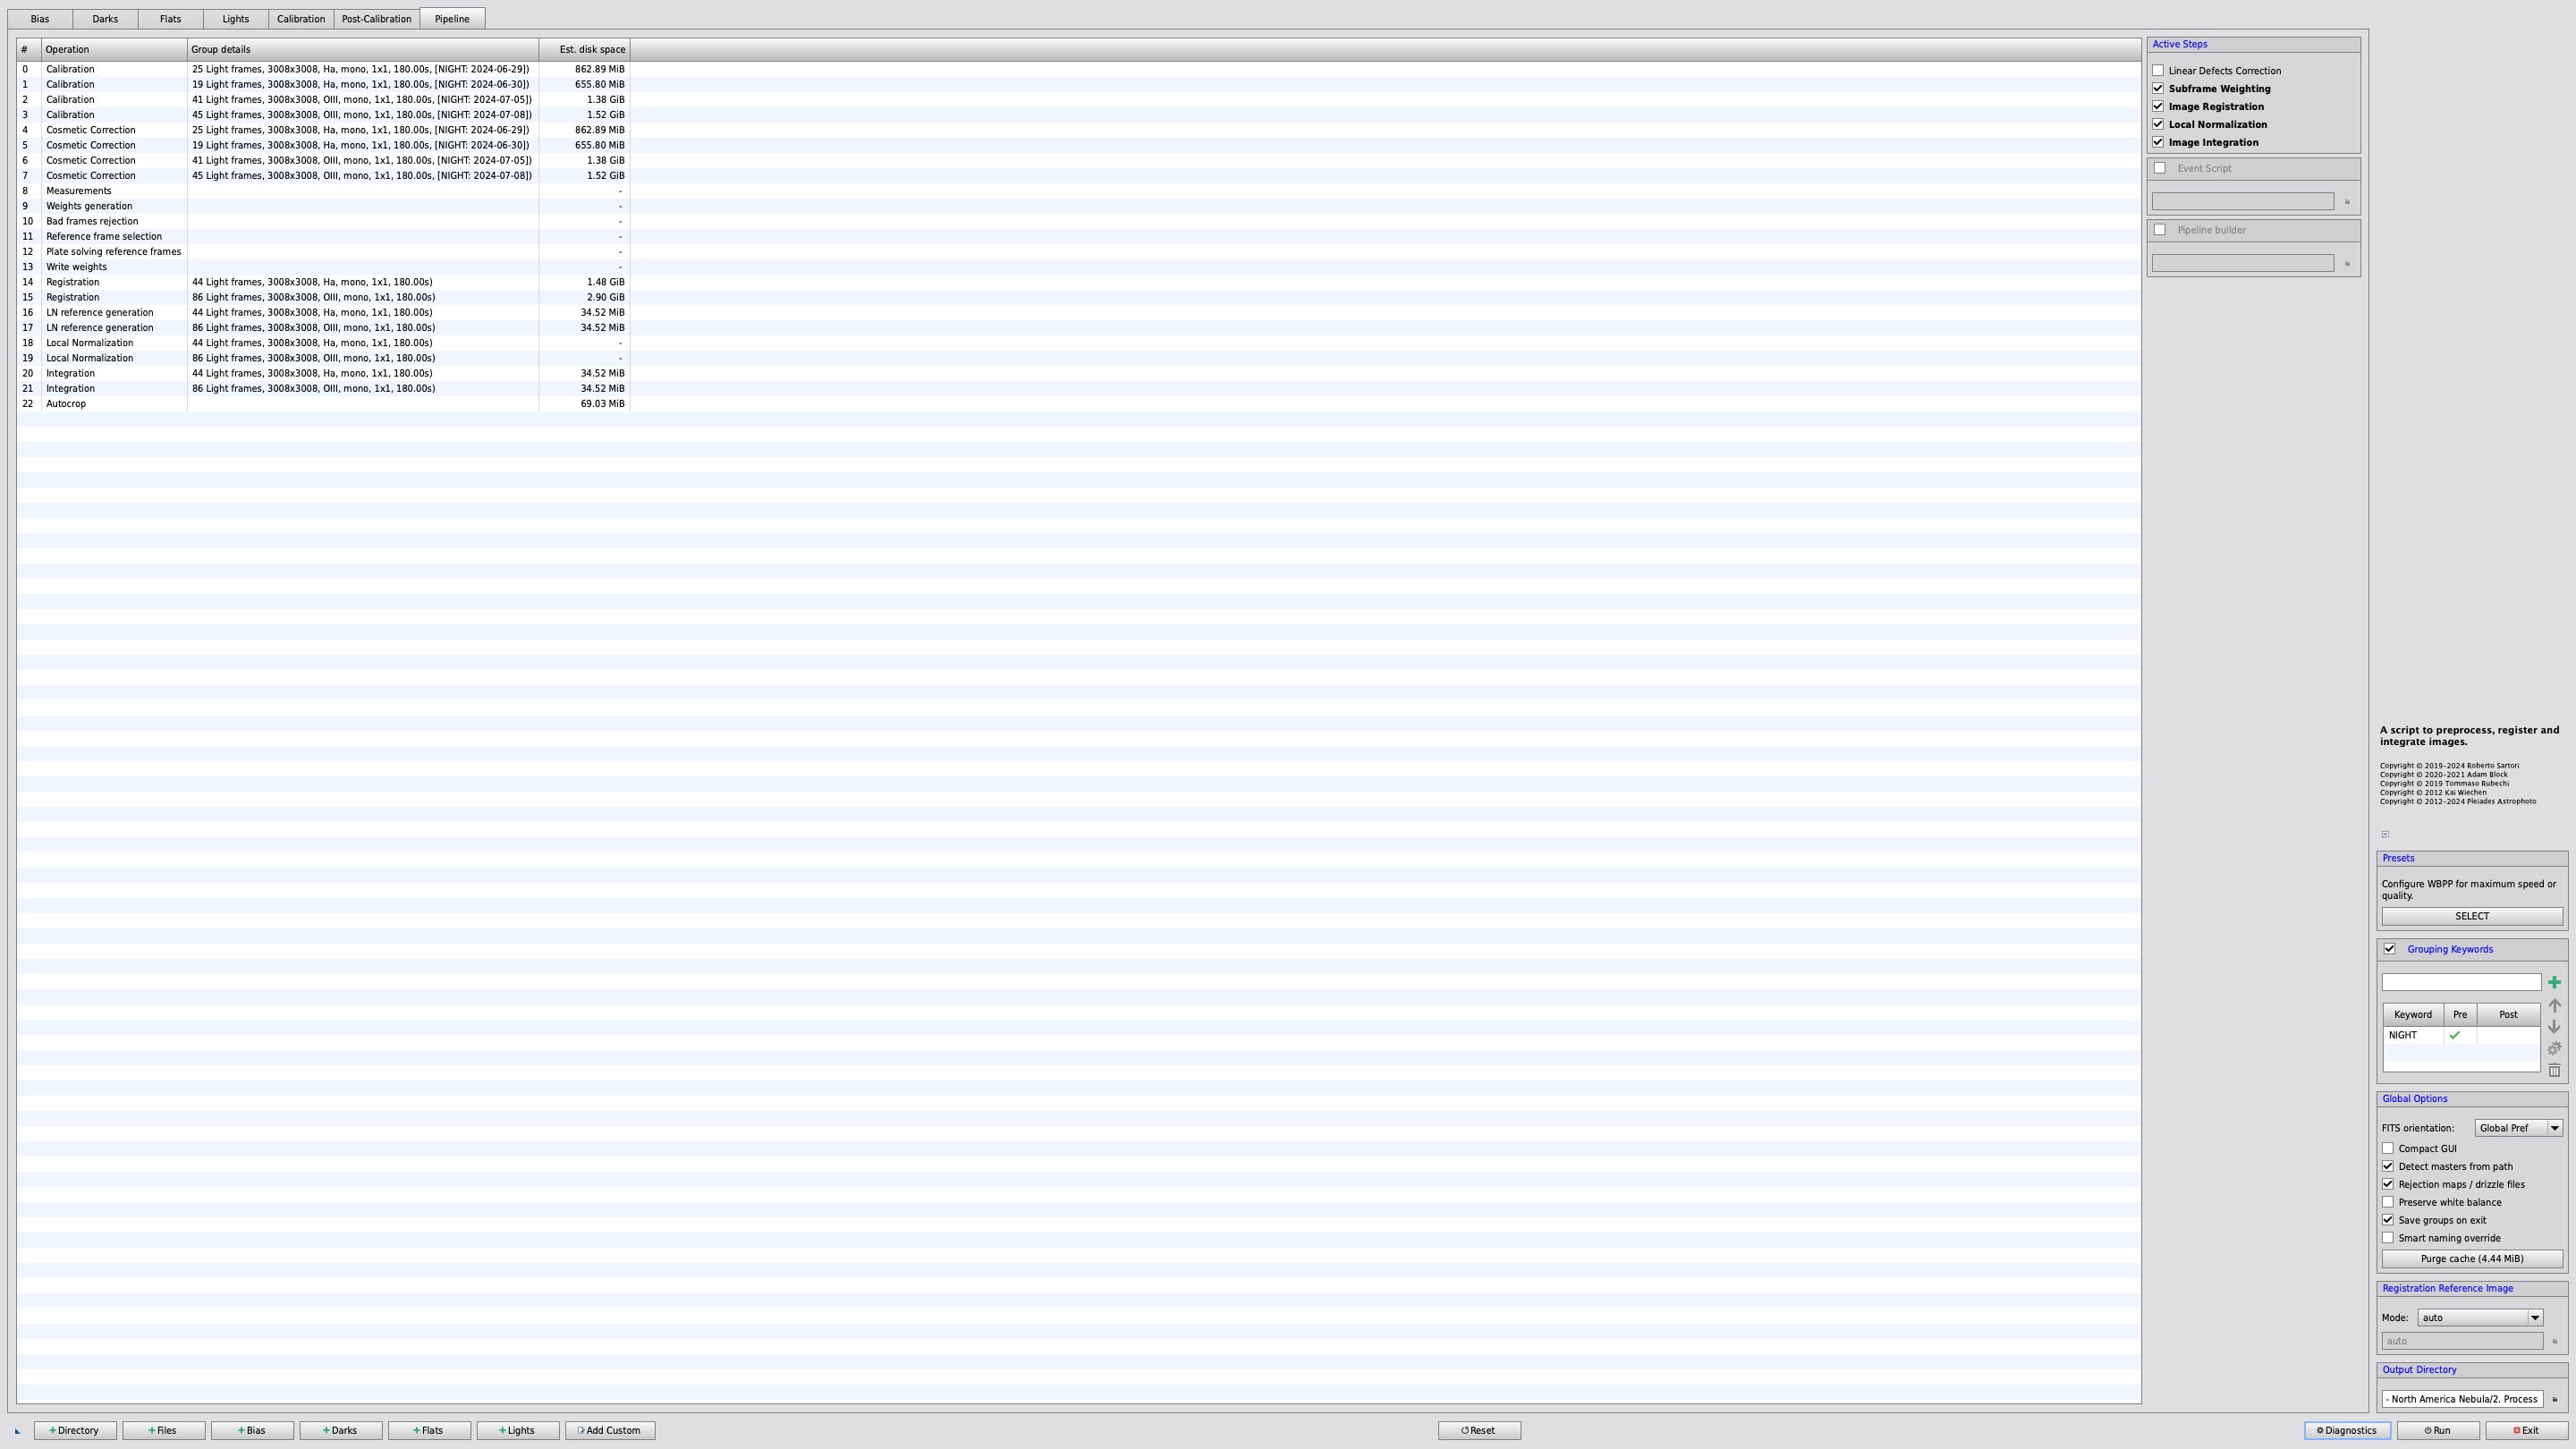 Bias Darks Flats Lights Calibration Post-Calibration Pipeline
# Operation Group details Est. disk space
0 Calibration 25 Light frames, 3008x3008, Ha, mono, 1x1, 180.00s, [NIGHT: 2024-06-29]) 862.89 MiB
1 Calibration 19 Light frames, 3008x3008, Ha, mono, 1x1, 180.00s, [NIGHT: 2024-06-30]) 655.80 MiB
2 Calibration 41 Light frames, 3008x3008, OIII, mono, 1x1, 180.00s, [NIGHT: 2024-07-05]) 1.38 GiB
3 Calibration 45 Light frames, 3008x3008, OIII, mono, 1x1, 180.00s, [NIGHT: 2024-07-08]) 1.52 GiB
4 Cosmetic Correction 25 Light frames, 3008x3008, Ha, mono, 1x1, 180.00s, [NIGHT: 2024-06-29]) 862.89 MiB
5 Cosmetic Correction 19 Light frames, 3008x3008, Ha, mono, 1x1, 180.00s, [NIGHT: 2024-06-30]) 655.80 MiB
6 Cosmetic Correction 41 Light frames, 3008x3008, OIII, mono, 1x1, 180.00s, [NIGHT: 2024-07-05]) 1.38 GiB
7 Cosmetic Correction 45 Light frames, 3008x3008, OIII, mono, 1x1, 180.00s, [NIGHT: 2024-07-08]) 1.52 GiB
8 Measurements -
9 Weights generation -
10 Bad frames rejection -
11 Reference frame selection -
12 Plate solving reference frames -
13 Write weights -
14 Registration 44 Light frames, 3008x3008, Ha, mono, 1x1, 180.00s) 1.48 GiB
15 Registration 86 Light frames, 3008x3008, OIII, mono, 1x1, 180.00s) 2.90 GiB
16 LN reference generation 44 Light frames, 3008x3008, Ha, mono, 1x1, 180.00s) 34.52 MiB
17 LN reference generation 86 Light frames, 3008x3008, OIII, mono, 1x1, 180.00s) 34.52 MiB
18 Local Normalization 44 Light frames, 3008x3008, Ha, mono, 1x1, 180.00s) -
19 Local Normalization 86 Light frames, 3008x3008, OIII, mono, 1x1, 180.00s) -
20 Integration 44 Light frames, 3008x3008, Ha, mono, 1x1, 180.00s) 34.52 MiB
21 Integration 86 Light frames, 3008x3008, OIII, mono, 1x1, 180.00s) 34.52 MiB
22 Autocrop 69.03 MiB
Active Steps
Linear Defects Correction
Subframe Weighting
Image Registration
Local Normalization
Image Integration
Event Script
Pipeline builder
A script to preprocess, register and
integrate images.
Copyright © 2019-2024 Roberto Sartori
Copyright © 2020-2021 Adam Block
Copyright © 2019 Tommaso Rubechi
Copyright © 2012 Kai Wiechen
Copyright © 2012-2024 Pleiades Astrophoto
Presets
Configure WBPP for maximum speed or
quality.
SELECT
Grouping Keywords
Keyword Pre Post
NIGHT
Global Options
FITS orientation: Global Pref
Compact GUI
Detect masters from path
Rejection maps / drizzle files
Preserve white balance
Save groups on exit
Smart naming override
Purge cache (4.44 MiB)
Registration Reference Image
Mode: auto
auto
Output Directory
- North America Nebula/2. Process
Directory Files Bias Darks Flats Lights Add Custom Reset Diagnostics Run Exit